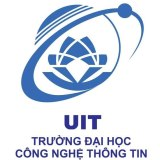 UIT
TRƯỜNG ĐẠI HỌC
CÔNG NGHỆ THÔNG TIN